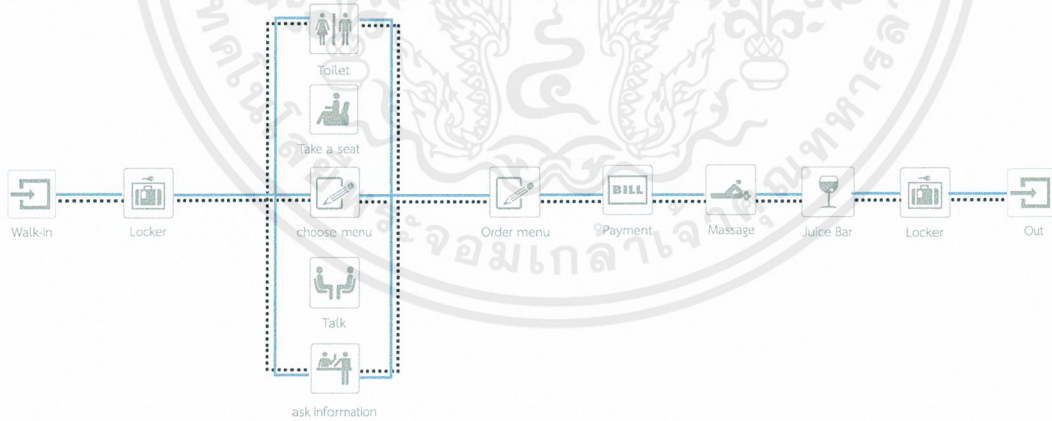 Toilet
Take a seat
Walk-in
Locker
choose menu
Order menu
BILL
Payment
Massage
Juice Bar
Locker
Out
Talk
ask information